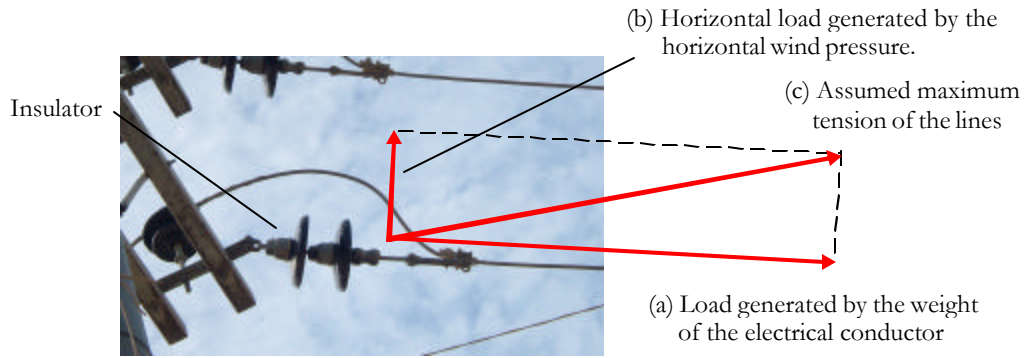 (b) Horizontal load generated by the
horizontal wind pressure.
Insulator
(c) Assumed maximum
tension of the lines
(a) Load generated by the weight
of the electrical conductor